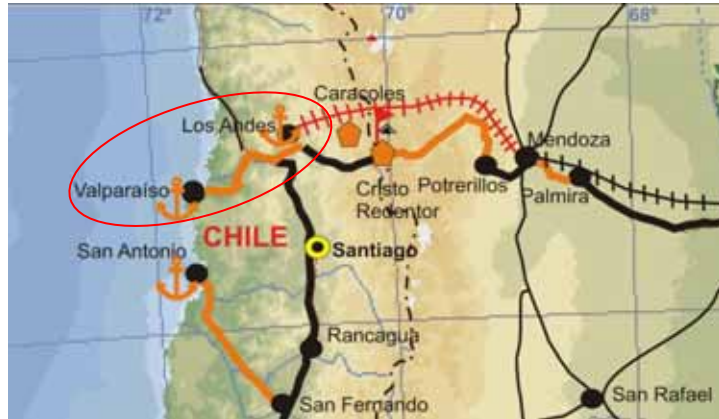 72°
70°
68°
Caracoles
Los Andes
Mendoza
Valparaíso
Cristo
Redentor
Potrerillos
Palmira
CHILE
San Antonio
Santiago
Rancagua
San Rafael
San Fernando